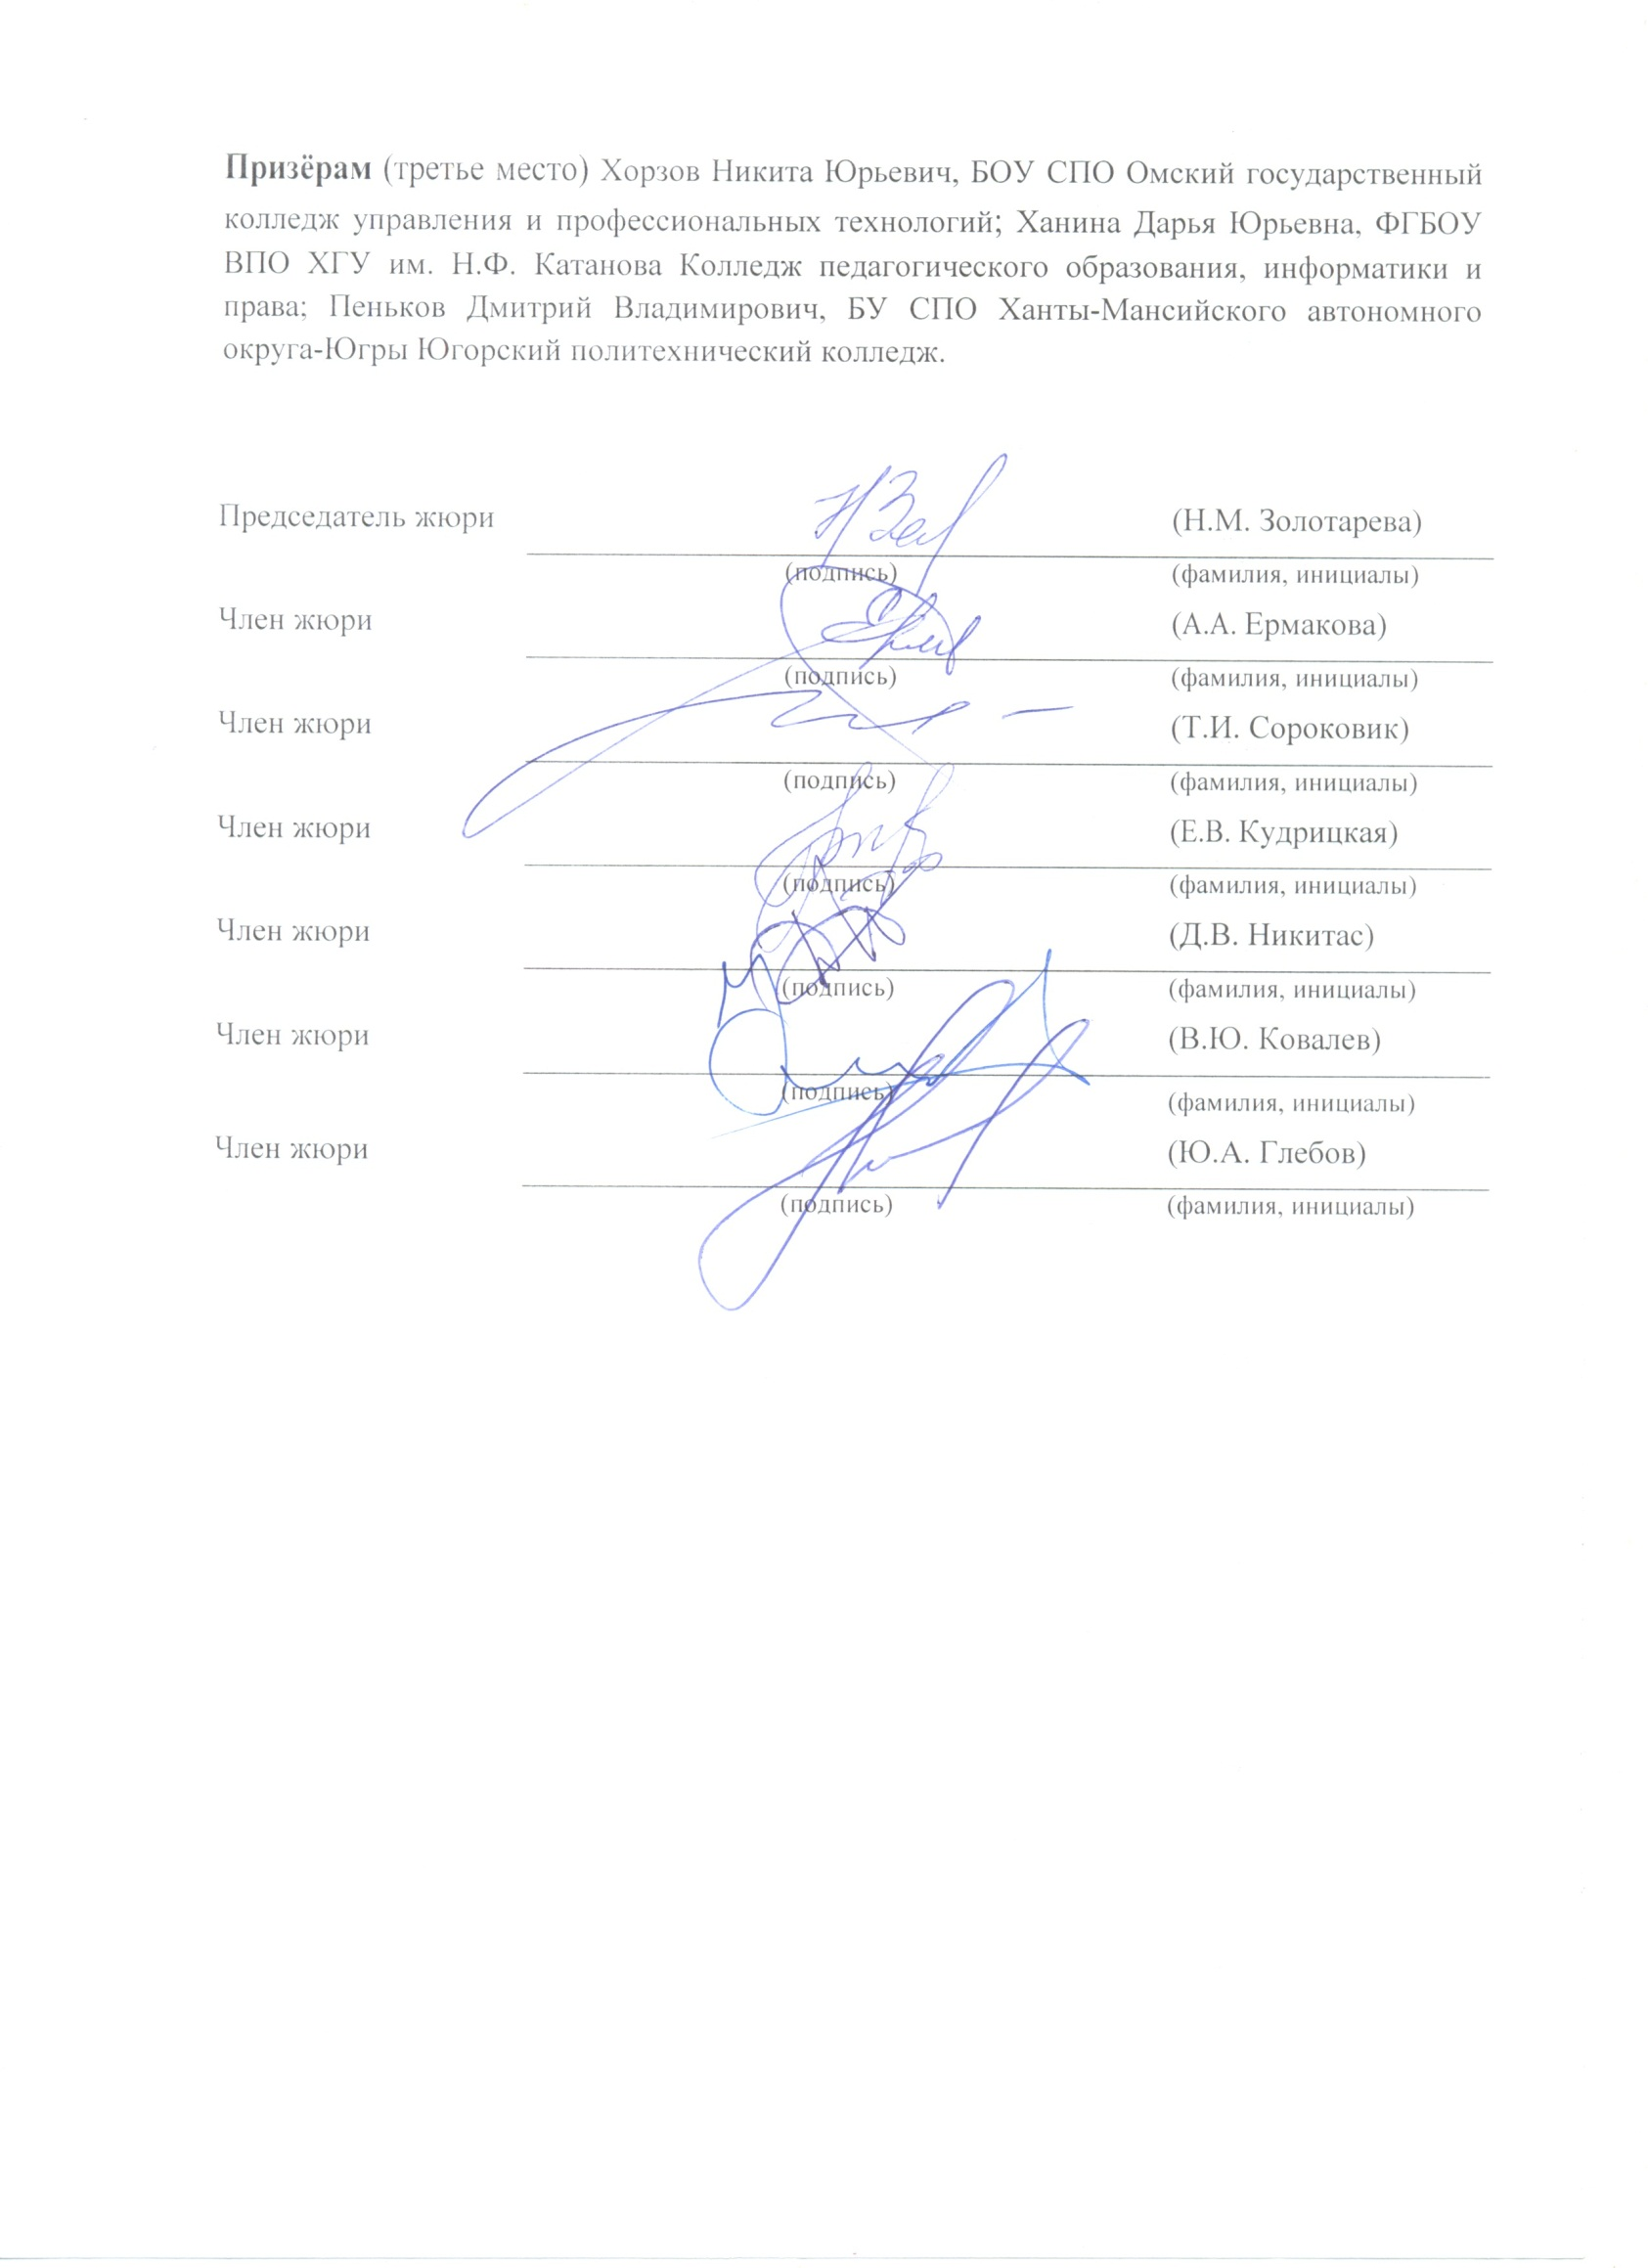 Призёрам (третье место) Хорзов Никита Юрьевич, БОУ СПО Омский государственный
колледж управления и профессиональных технологий; Ханина Дарья Юрьевна, ФГБОУ
ВПО ХГУ им. Н.Ф. Катанова Колледж педагогического образования, информатики и
права; Пеньков Дмитрий Владимирович, БУ СПО Ханты-Мансийского автономного
округа-Югры Югорский политехнический колледж.
Председатель жюри (Н.М. Золотарева)
(подпись) (фамилия, инициалы)
Член жюри (А.А. Ермакова)
(подпись) (фамилия, инициалы)
Член жюри (Т.И. Сороковик)
(подпись) (фамилия, инициалы)
Член жюри (Е.В. Кудрицкая)
(подпись) (фамилия, инициалы)
Член жюри (Д.В. Никитас)
(подпись) (фамилия, инициалы)
Член жюри (В.Ю. Ковалев)
(подпись) (фамилия, инициалы)
Член жюри (Ю.А. Глебов)
(подпись) (фамилия, инициалы)